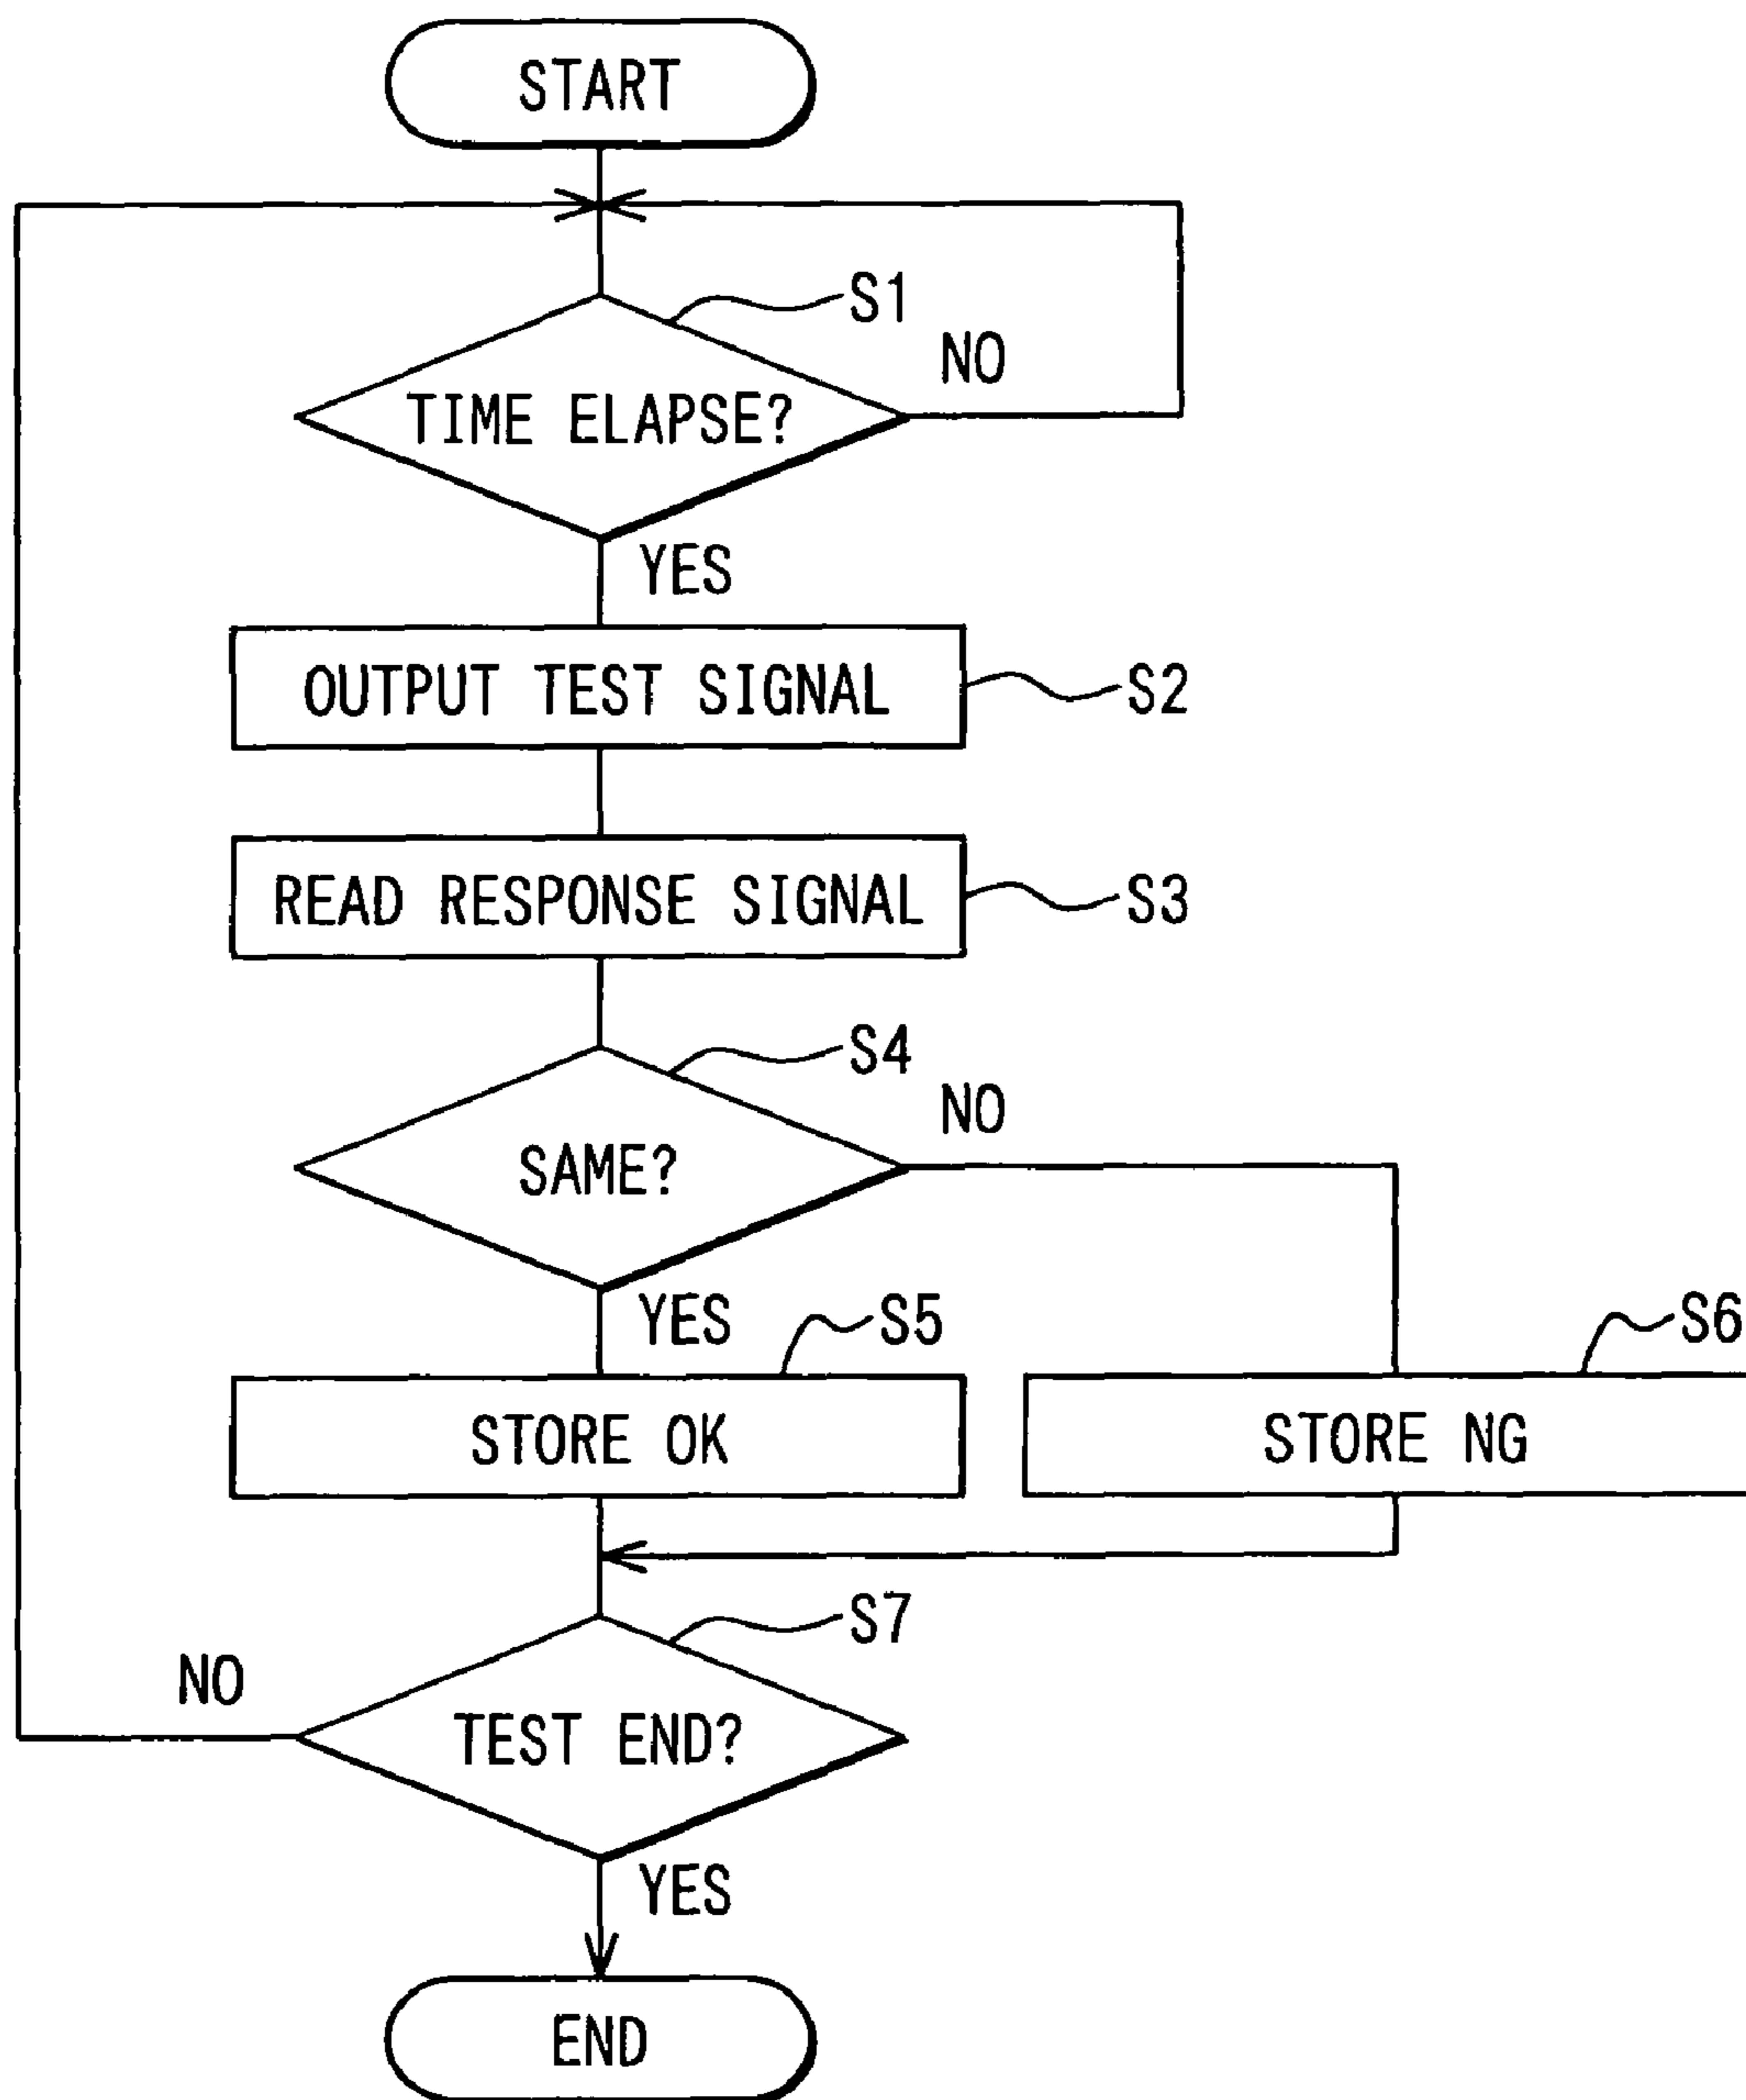 START
S1
NO
TIME ELAPSE?
YES
OUTPUT TEST SIGNAL
S2
READ RESPONSE SIGNAL
S3
S4
NO
SAME?
YES
S5
S6
STORE OK
STORE NG
S7
NO
TEST END?
YES
END